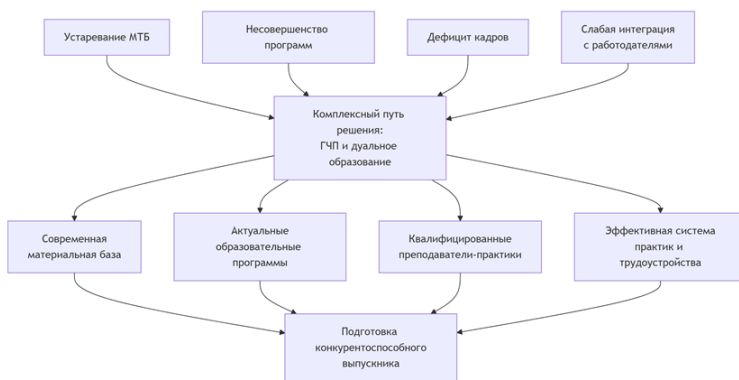 Устаревание МТБ
Несовершенство
программ
Дефицит кадров
Слабая интеграция
с работодателями
Комплексный путь
решения:
ГЧП и дуальное
образование
Современная
материальная база
Актуальные
образовательные
программы
Квалифицированные
преподаватели-практики
Эффективная система
практик и
трудоустройства
Подготовка
конкурентоспособного
выпускника